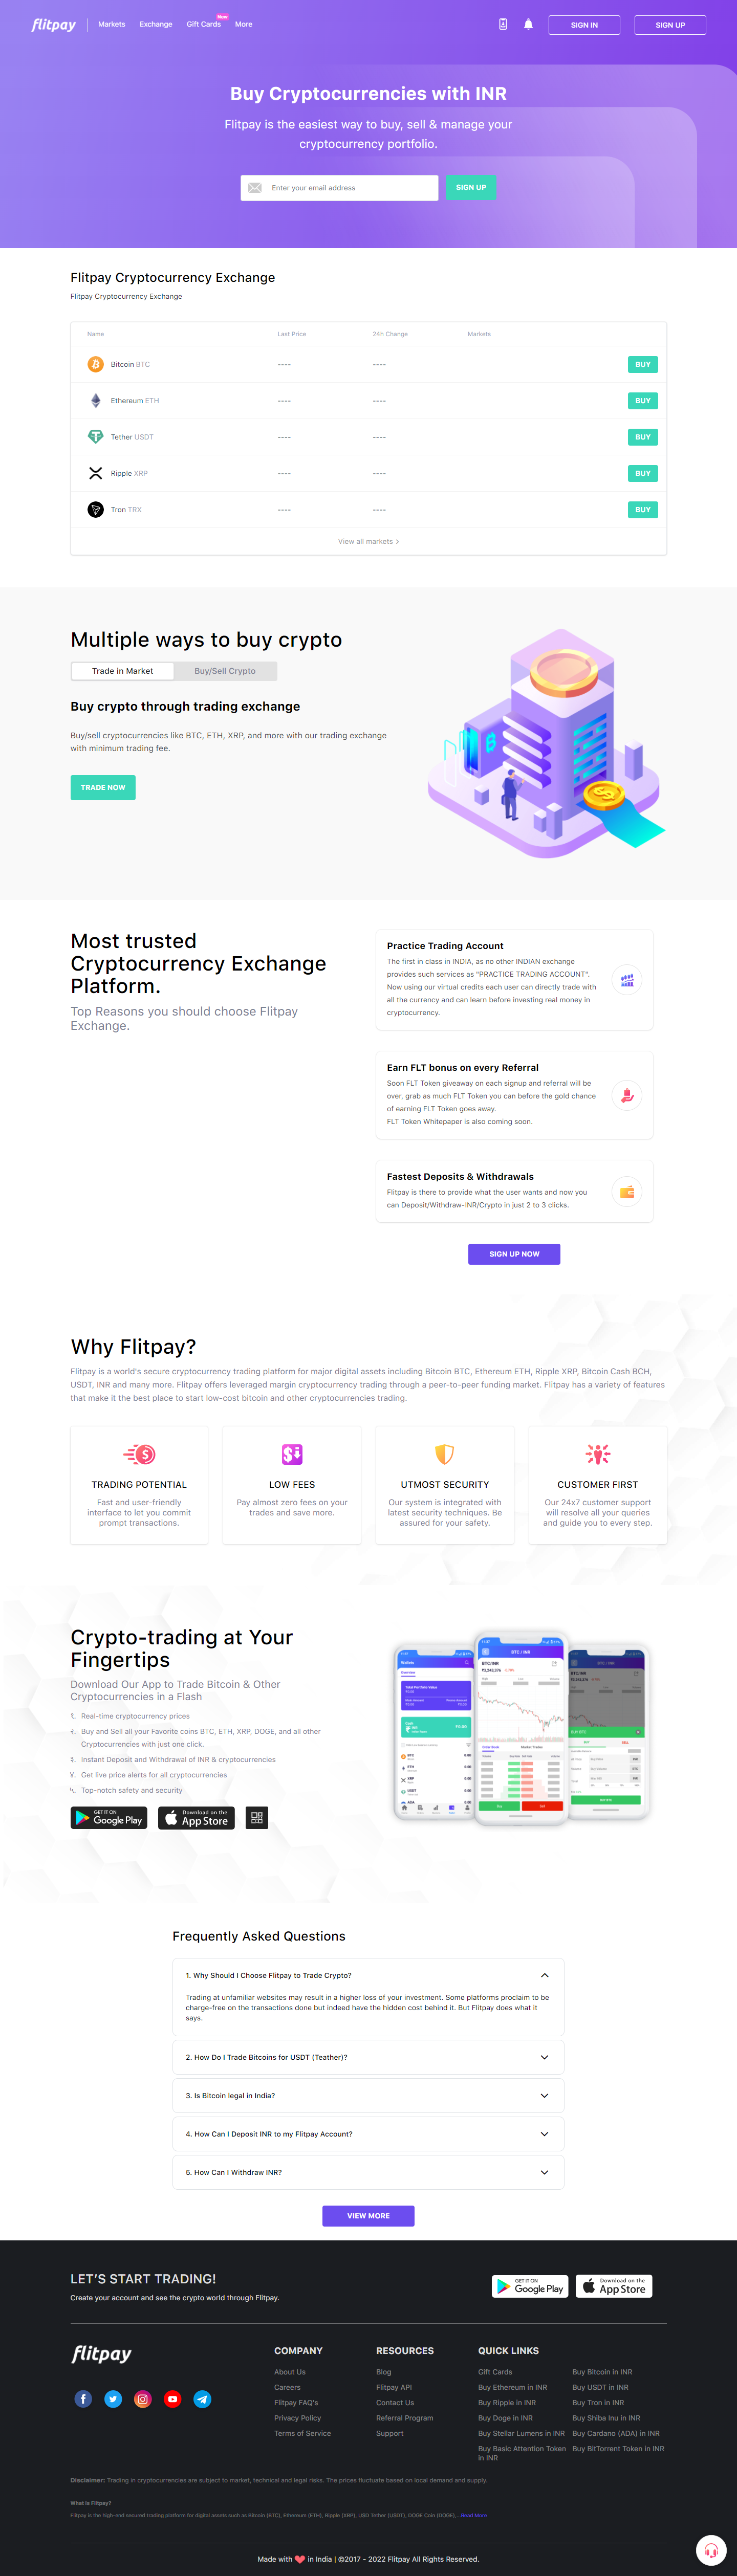 flitpay
Markets
Exchange
Gift Cards
New
More
SIGN IN
SIGN UP
Buy Cryptocurrencies with INR
Flitpay is the easiest way to buy, sell & manage your
cryptocurrency portfolio.
Enter your email address
SIGN UP
Flitpay Cryptocurrency Exchange
Flitpay Cryptocurrency Exchange
Name Last Price 24h Change Markets
Bitcoin BTC ---- ---- BUY
Ethereum ETH ---- ---- BUY
Tether USDT ---- ---- BUY
Ripple XRP ---- ---- BUY
Tron TRX ---- ---- BUY
View all markets >
Multiple ways to buy crypto
Trade in Market
Buy/Sell Crypto
Buy crypto through trading exchange
Buy/sell cryptocurrencies like BTC, ETH, XRP, and more with our trading exchange
with minimum trading fee.
TRADE NOW
Most trusted
Cryptocurrency Exchange
Platform.
Top Reasons you should choose Flitpay
Exchange.
Practice Trading Account
The first in class in INDIA, as no other INDIAN exchange
provides such services as "PRACTICE TRADING ACCOUNT".
Now using our virtual credits each user can directly trade with
all the currency and can learn before investing real money in
cryptocurrency.
Earn FLT bonus on every Referral
Soon FLT Token giveaway on each signup and referral will be
over, grab as much FLT Token you can before the gold chance
of earning FLT Token goes away.
FLT Token Whitepaper is also coming soon.
Fastest Deposits & Withdrawals
Flitpay is there to provide what the user wants and now you
can Deposit/Withdraw-INR/Crypto in just 2 to 3 clicks.
SIGN UP NOW
Why Flitpay?
Flitpay is a world's secure cryptocurrency trading platform for major digital assets including Bitcoin BTC, Ethereum ETH, Ripple XRP, Bitcoin Cash BCH,
USDT, INR and many more. Flitpay offers leveraged margin cryptocurrency trading through a peer-to-peer funding market. Flitpay has a variety of features
that make it the best place to start low-cost bitcoin and other cryptocurrencies trading.
TRADING POTENTIAL
Fast and user-friendly
interface to let you commit
prompt transactions.
LOW FEES
Pay almost zero fees on your
trades and save more.
UTMOST SECURITY
Our system is integrated with
latest security techniques. Be
assured for your safety.
CUSTOMER FIRST
Our 24x7 customer support
will resolve all your queries
and guide you to every step.
Crypto-trading at Your
Fingertips
Download Our App to Trade Bitcoin & Other
Cryptocurrencies in a Flash
Real-time cryptocurrency prices
Buy and Sell all your Favorite coins BTC, ETH, XRP, DOGE, and all other
Cryptocurrencies with just one click.
Instant Deposit and Withdrawal of INR & cryptocurrencies
Get live price alerts for all cryptocurrencies
Top-notch safety and security
GET IT ON
Google Play
Download on the
App Store
BTC / INR
BTC/INR
Frequently Asked Questions
1. Why Should I Choose Flitpay to Trade Crypto?
Trading at unfamiliar websites may result in a higher loss of your investment. Some platforms proclaim to be
charge-free on the transactions done but indeed have the hidden cost behind it. But Flitpay does what it
says.
2. How Do I Trade Bitcoins for USDT (Teather)?
3. Is Bitcoin legal in India?
4. How Can I Deposit INR to my Flitpay Account?
5. How Can I Withdraw INR?
VIEW MORE
LET'S START TRADING!
Create your account and see the crypto world through Flitpay.
GET IT ON
Google Play
Download on the
App Store
flitpay
COMPANY
About Us
Careers
Flitpay FAQ's
Privacy Policy
Terms of Service
RESOURCES
Blog
Flitpay API
Contact Us
Referral Program
Support
QUICK LINKS
Gift Cards
Buy Ethereum in INR
Buy Ripple in INR
Buy Doge in INR
Buy Stellar Lumens in INR
Buy Basic Attention Token
in INR
Buy Bitcoin in INR
Buy USDT in INR
Buy Tron in INR
Buy Shiba Inu in INR
Buy Cardano (ADA) in INR
Buy BitTorrent Token in INR
Disclaimer: Trading in cryptocurrencies are subject to market, technical and legal risks. The prices fluctuate based on local demand and supply.
What is Flitpay?
Flitpay is the high-end secured trading platform for digital assets such as Bitcoin (BTC), Ethereum (ETH), Ripple (XRP), USD Tether (USDT), DOGE Coin (DOGE),...Read More
Made with ❤ in India | ©2017 - 2022 Flitpay All Rights Reserved.